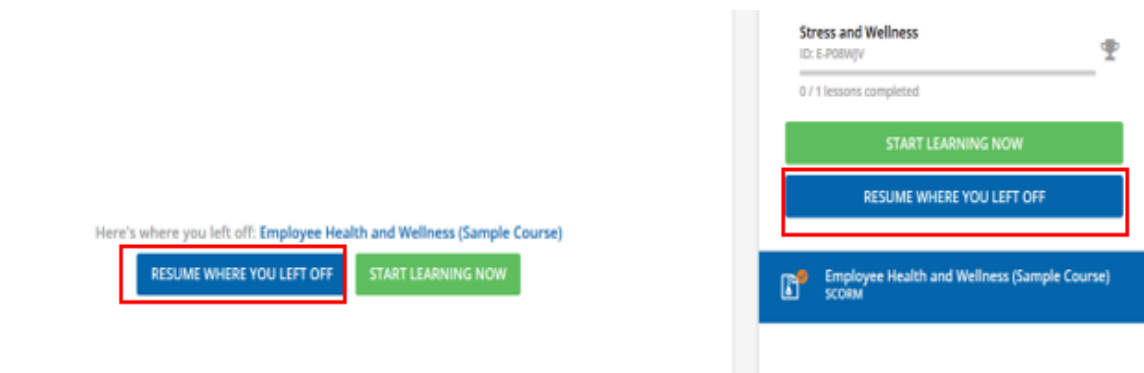 Here's where you left off: Employee Health and Wellness (Sample Course)
RESUME WHERE YOU LEFT OFF
START LEARNING NOW
Stress and Wellness
ID: E-P08WJV
0 / 1 lessons completed
START LEARNING NOW
RESUME WHERE YOU LEFT OFF
Employee Health and Wellness (Sample Course)
SCORM